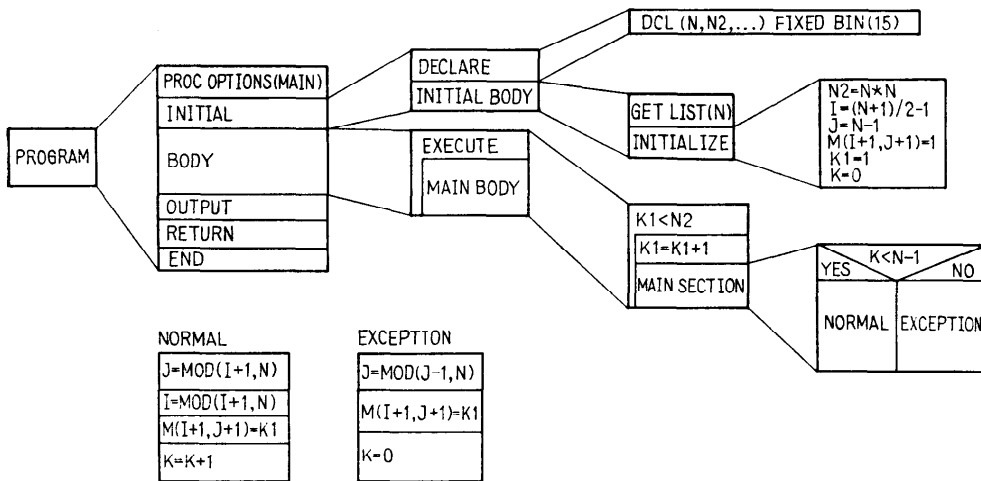 PROGRAM
PROC OPTIONS(MAIN)
INITIAL
BODY
OUTPUT
RETURN
END
DECLARE
INITIAL BODY
EXECUTE
MAIN BODY
DCL (N,N2,...) FIXED BIN(15)
GET LIST(N)
INITIALIZE
N2=N*N
I=(N+1)/2-1
J=N-1
M(I+1,J+1)=1
K1=1
K=0
K1<N2
K1=K1+1
MAIN SECTION
K<N-1
YES
NO
NORMAL
EXCEPTION
NORMAL
J=MOD(I+1,N)
I=MOD(I+1,N)
M(I+1,J+1)=K1
K=K+1
EXCEPTION
J=MOD(J-1,N)
M(I+1,J+1)=K1
K=0